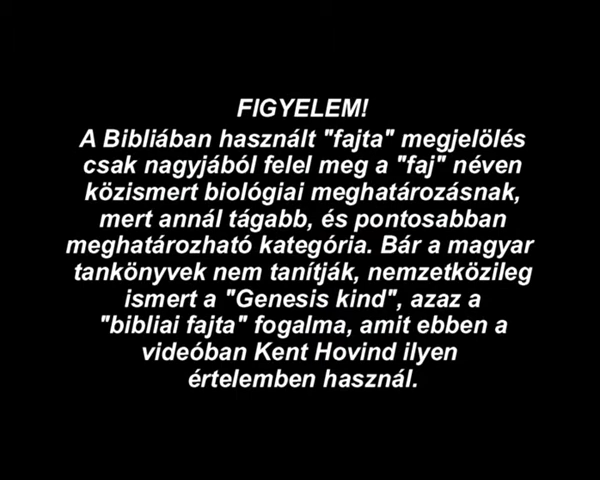 FIGYELEM!
A Bibliában használt "fajta" megjelölés
csak nagyjából felel meg a "faj" néven
közismert biológiai meghatározásnak,
mert annál tágabb, és pontosabban
meghatározható kategória. Bár a magyar
tankönyvek nem tanítják, nemzetközileg
ismert a "Genesis kind", azaz a
"bibliai fajta" fogalma, amit ebben a
videóban Kent Hovind ilyen
értelemben használ.